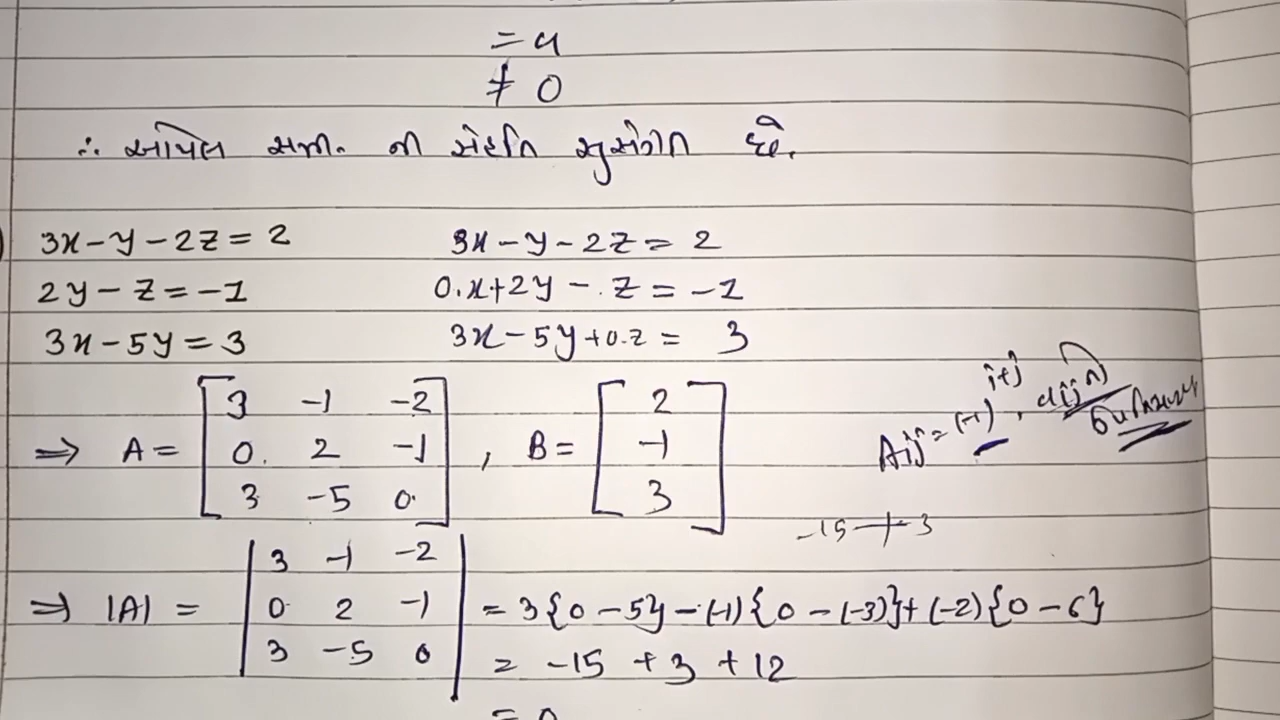 = 4
≠ 0
∴ આપેલ સમી. ની સંહતિ સુસંગત છે.
3x-y-2z=2 3x-y-2z= 2
2y-z=-1 0.x+2y-.z=-1
3x-5y=3 3x-5y+0.z= 3
⇒ A= [3 -1 -2 0. 2 -1 3 -5 0.], B= [2 -1 3]
Aij = (-1) i+j . aij નો
-15 + 3
⇒ |A| = |3 -1 -2 0 2 -1 3 -5 0| = 3{0-5} -(-1){0-(-3)}+(-2){0-6}
= -15 +3 +12
= 0